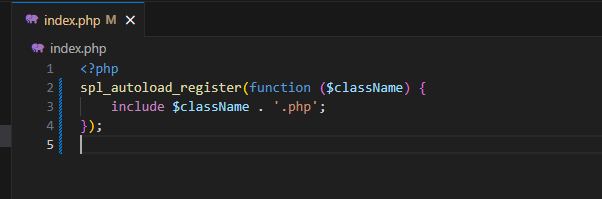 index.php M
index.php
1 <?php
2 spl_autoload_register(function ($className) {
3     include $className . '.php';
4 });
5